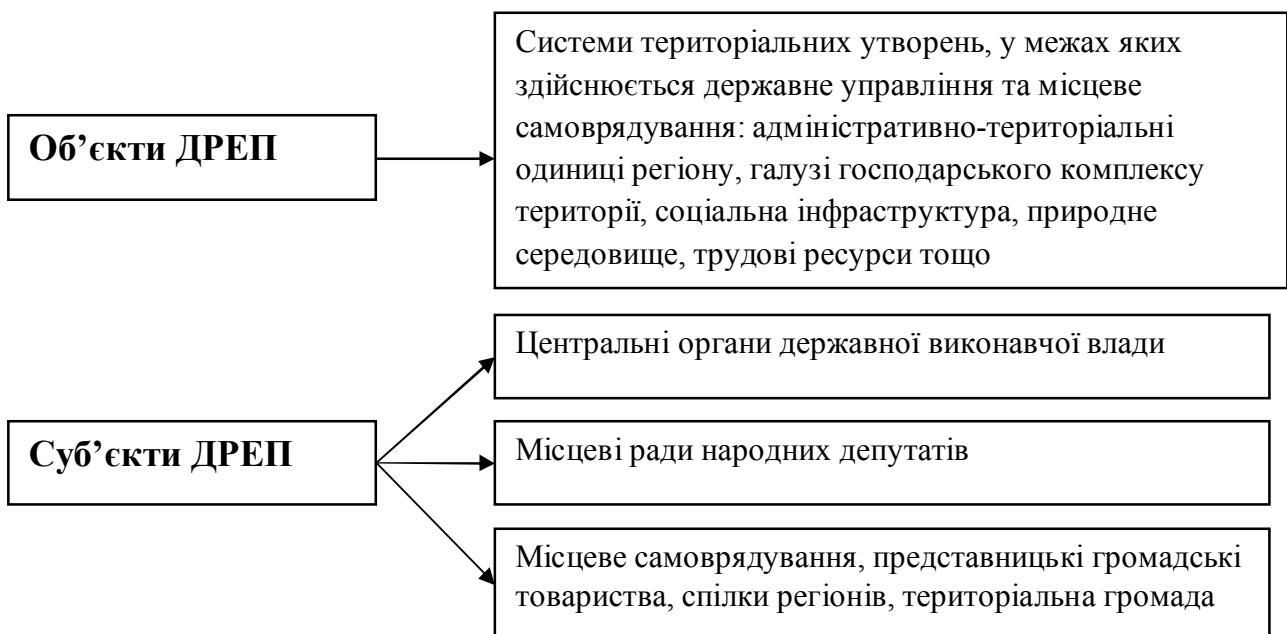 Системи територіальних утворень, у межах яких
здійснюється державне управління та місцеве
самоврядування: адміністративно-територіальні
одиниці регіону, галузі господарського комплексу
території, соціальна інфраструктура, природне
середовище, трудові ресурси тощо
Об’єкти ДРЕП
Центральні органи державної виконавчої влади
Суб’єкти ДРЕП
Місцеві ради народних депутатів
Місцеве самоврядування, представницькі громадські
товариства, спілки регіонів, територіальна громада